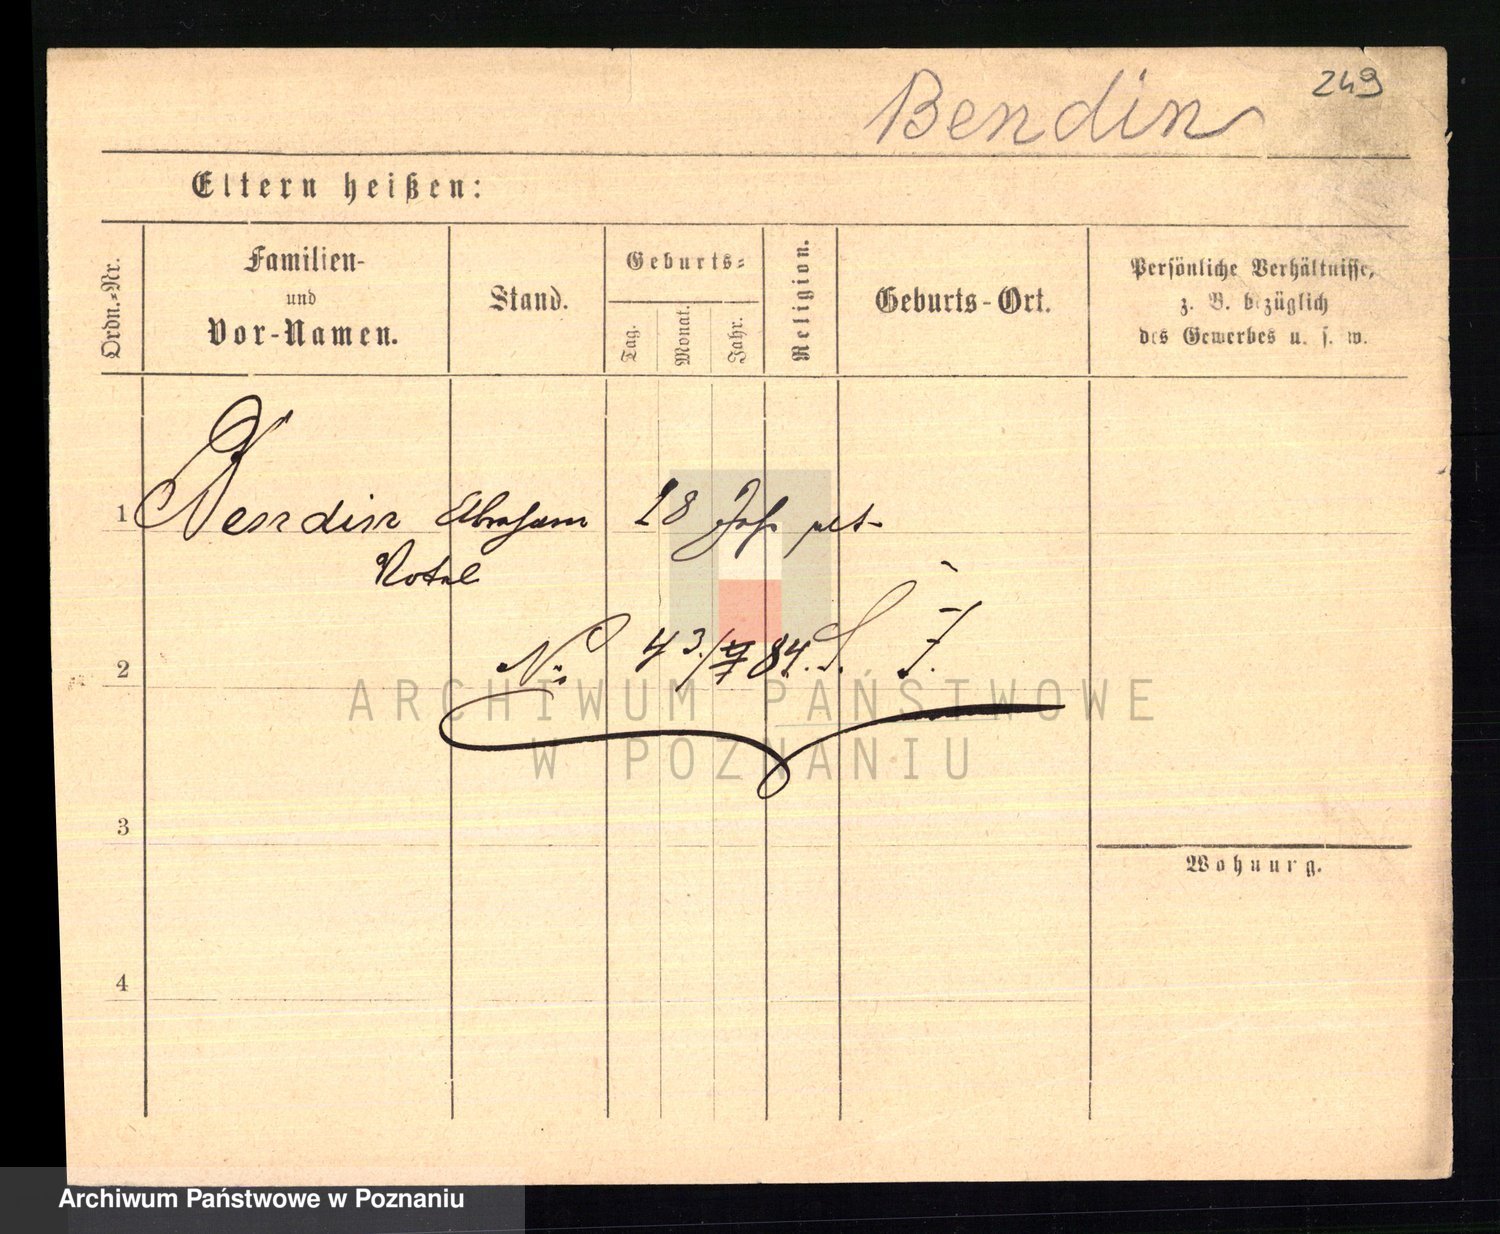 249
Bendin
Eltern heißen:
Ordn.-Nr.
Familien-
und
Vor-Namen.
Stand.
Geburts-
Tag.
Monat.
Jahr.
Religion.
Geburts-Ort.
Persönliche Verhältnisse,
z. B. bezüglich
des Gewerbes u. s. w.
1 Bendin Abraham 28 Jahr alt
2 No: 43./ 84. S. J.
ARCHIWUM PAŃSTWOWE
W POZNANIU
3
Wohnung.
4
Archiwum Państwowe w Poznaniu